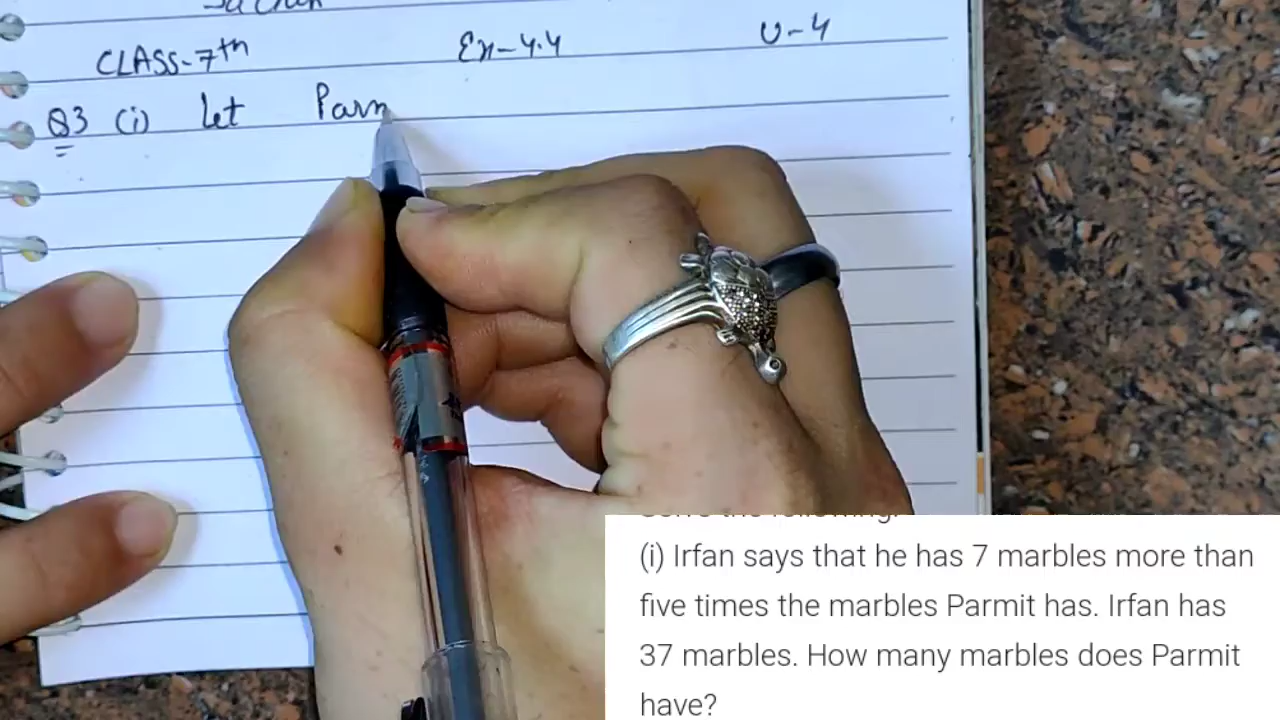 CLASS-7th Ex-4.4 U-4
Q3 (i) Let Parm
(i) Irfan says that he has 7 marbles more than
five times the marbles Parmit has. Irfan has
37 marbles. How many marbles does Parmit
have?